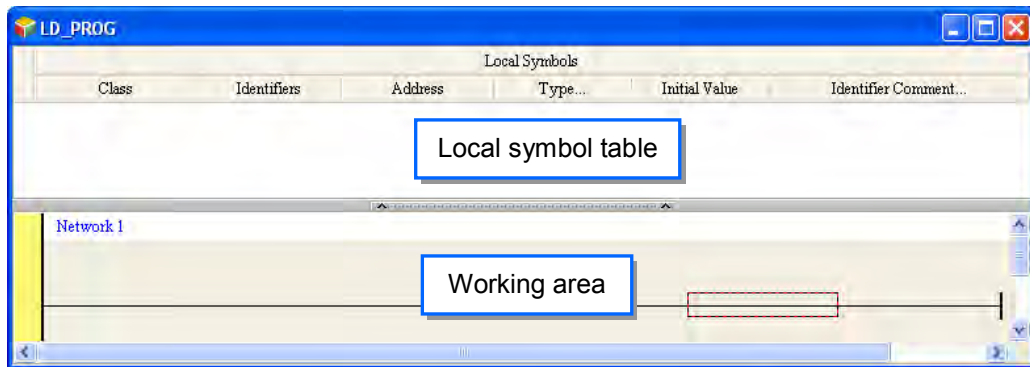 LD_PROG
Local Symbols
Class Identifiers Address Type... Initial Value Identifier Comment...
Local symbol table
Network 1
Working area